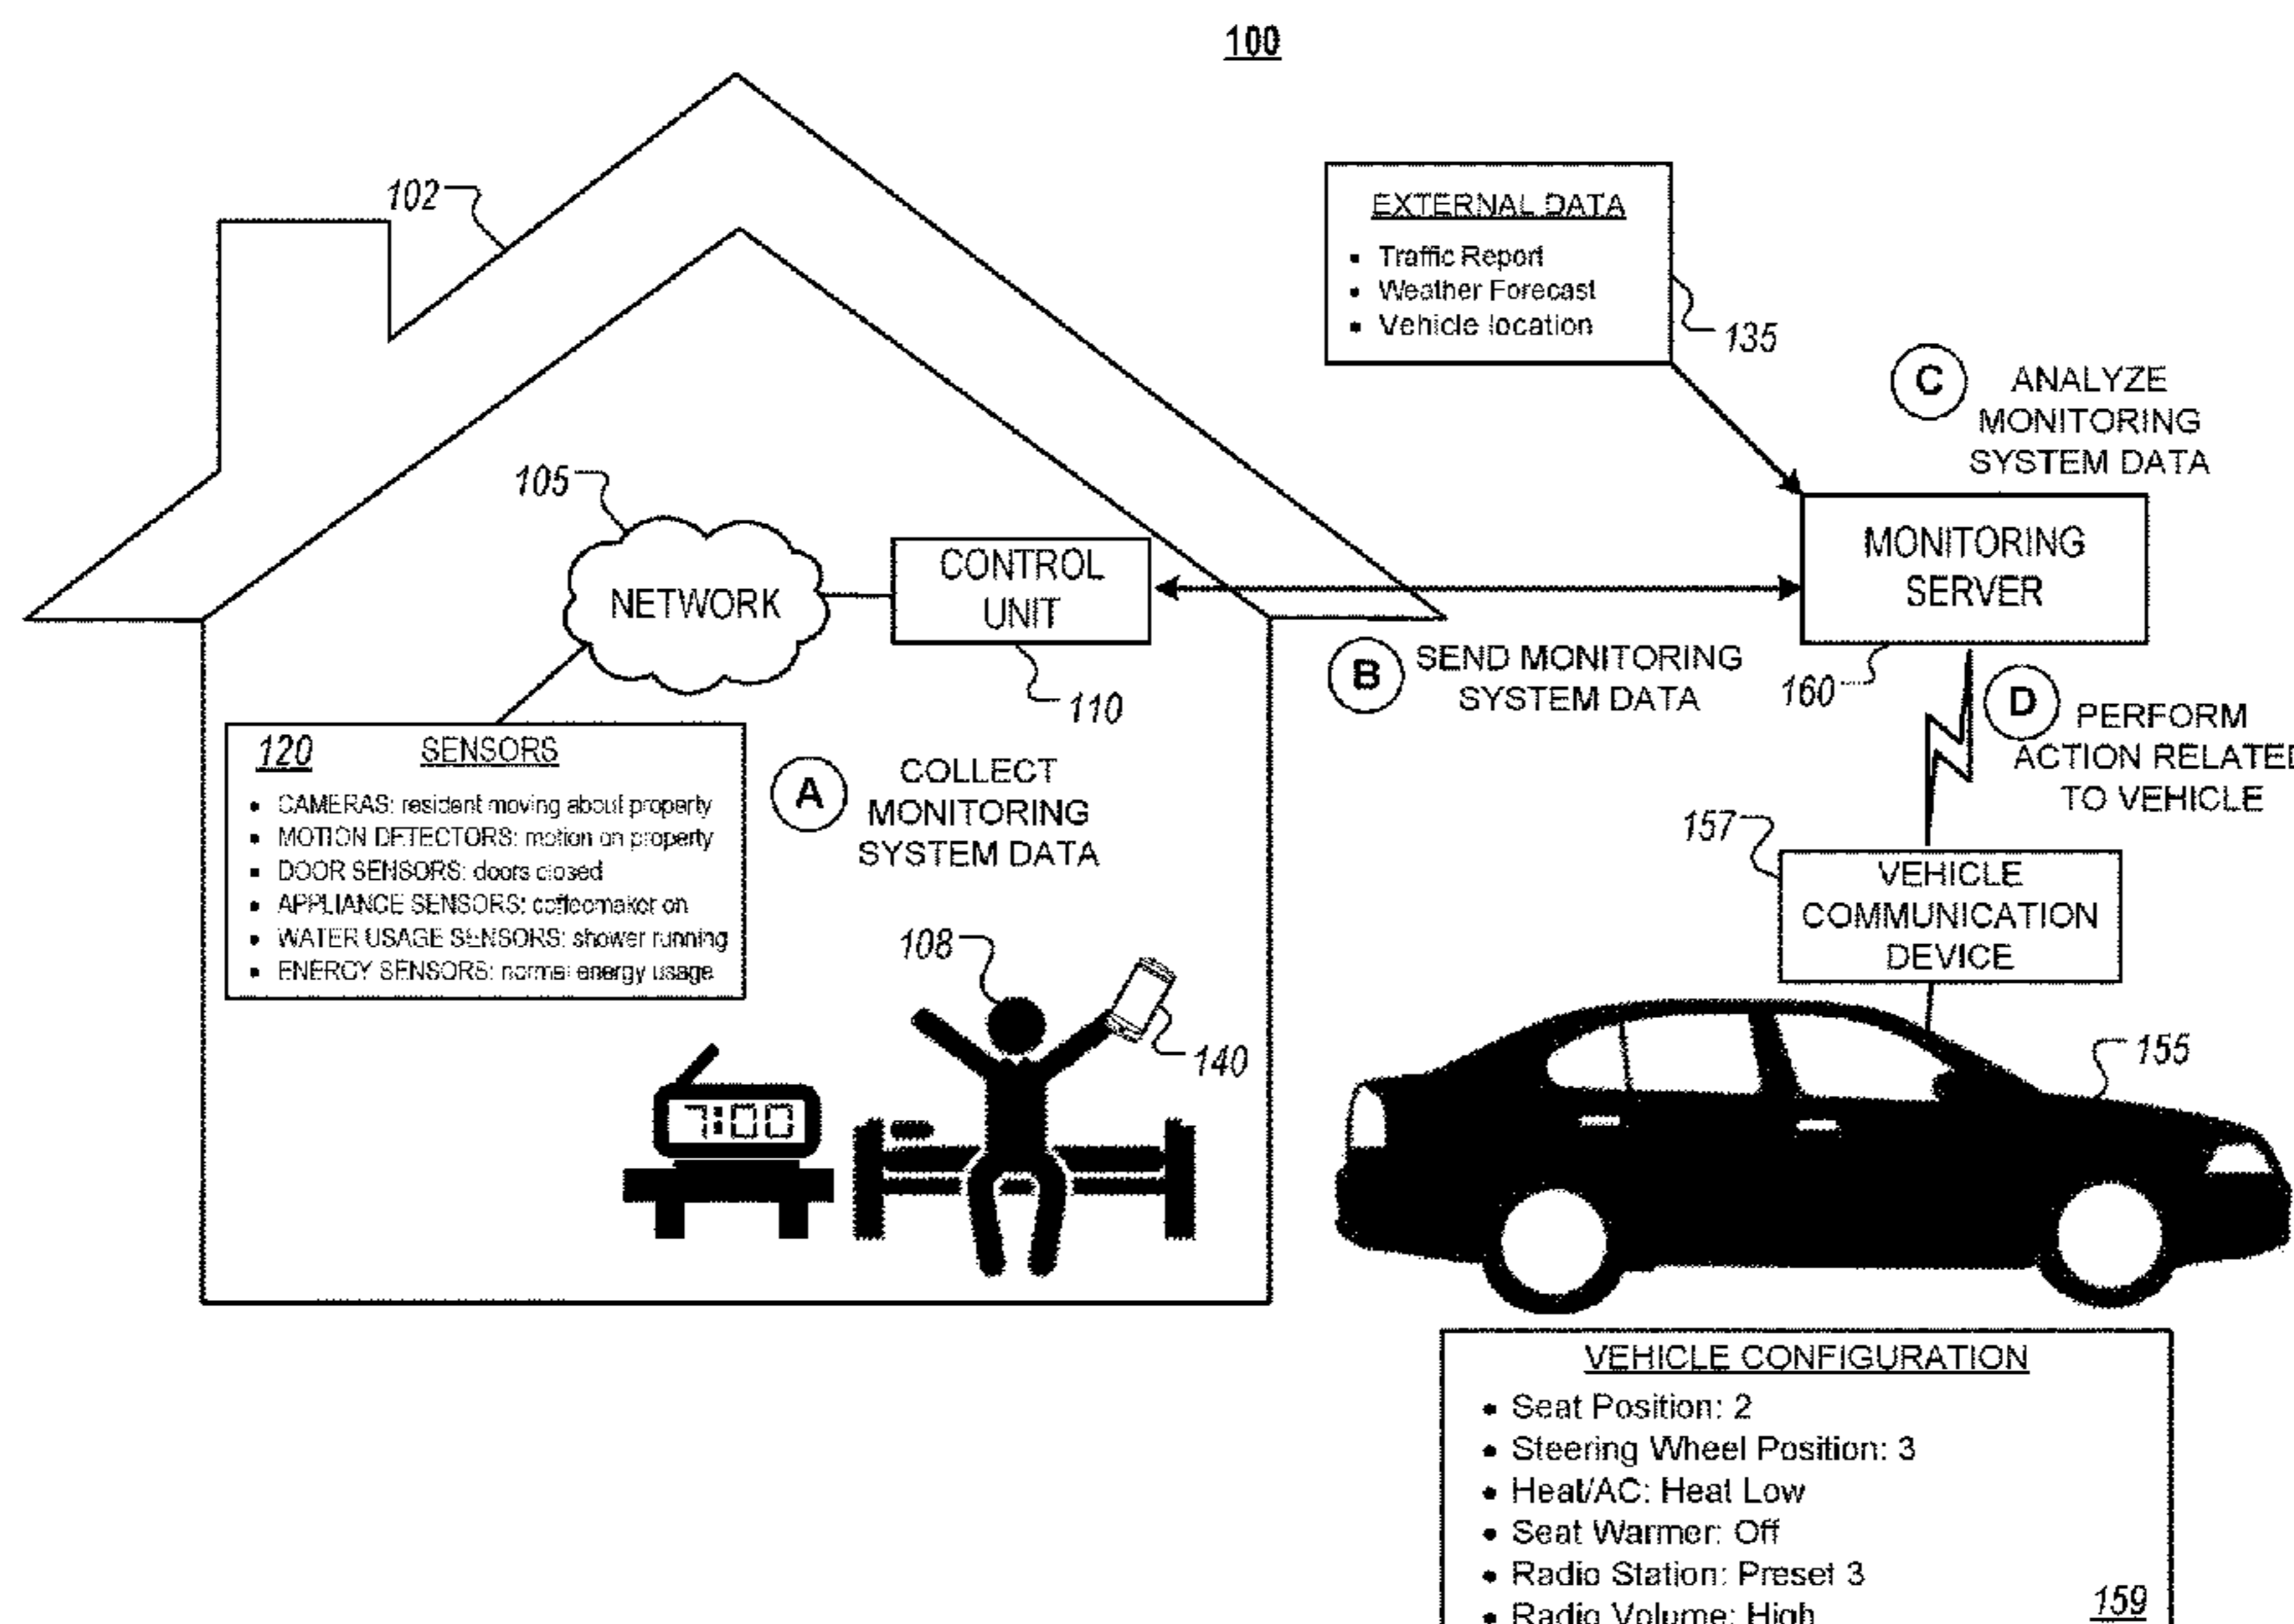 100
102
EXTERNAL DATA
• Traffic Report
• Weather Forecast
• Vehicle location
135
C
ANALYZE
MONITORING
SYSTEM DATA
105
NETWORK
CONTROL
UNIT
110
MONITORING
SERVER
160
B
SEND MONITORING
SYSTEM DATA
D
PERFORM
ACTION RELATED
TO VEHICLE
120 SENSORS
• CAMERAS: resident moving about property
• MOTION DETECTORS: motion on property
• DOOR SENSORS: doors closed
• APPLIANCE SENSORS: coffeemaker on
• WATER USAGE SENSORS: shower running
• ENERGY SENSORS: normal energy usage
A
COLLECT
MONITORING
SYSTEM DATA
157
VEHICLE
COMMUNICATION
DEVICE
108
140
7:00
155
VEHICLE CONFIGURATION
• Seat Position: 2
• Steering Wheel Position: 3
• Heat/AC: Heat Low
• Seat Warmer: Off
• Radio Station: Preset 3
• Radio Volume: High
159